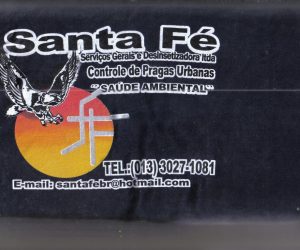 Santa Fé
Serviços Gerais e Desinsetizadora ltda
Controle de Pragas Urbanas
"SAÚDE AMBIENTAL"
TEL:(013) 3027-1081
E-mail: santafebr@hotmail.com